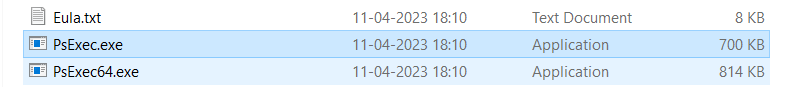 Eula.txt 11-04-2023 18:10 Text Document 8 KB
PsExec.exe 11-04-2023 18:10 Application 700 KB
PsExec64.exe 11-04-2023 18:10 Application 814 KB